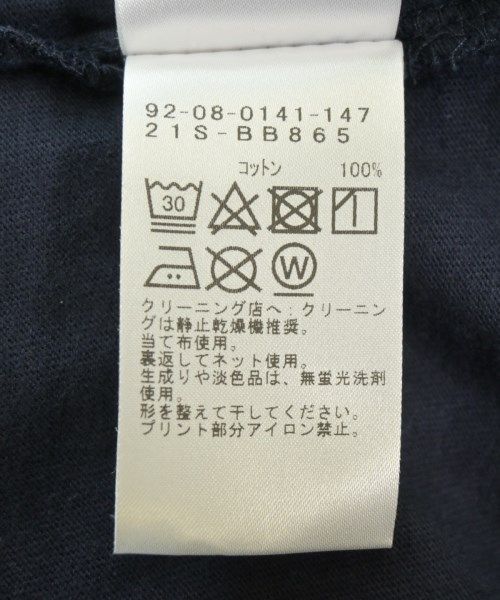 92-08-0141-147
21S-BB865
コットン 100%
30
W
クリーニング店へ:クリーニン
グは静止乾燥機推奨。
当て布使用。
裏返してネット使用。
生成りや淡色品は、無蛍光洗剤
使用。
形を整えて干してください。
プリント部分アイロン禁止。